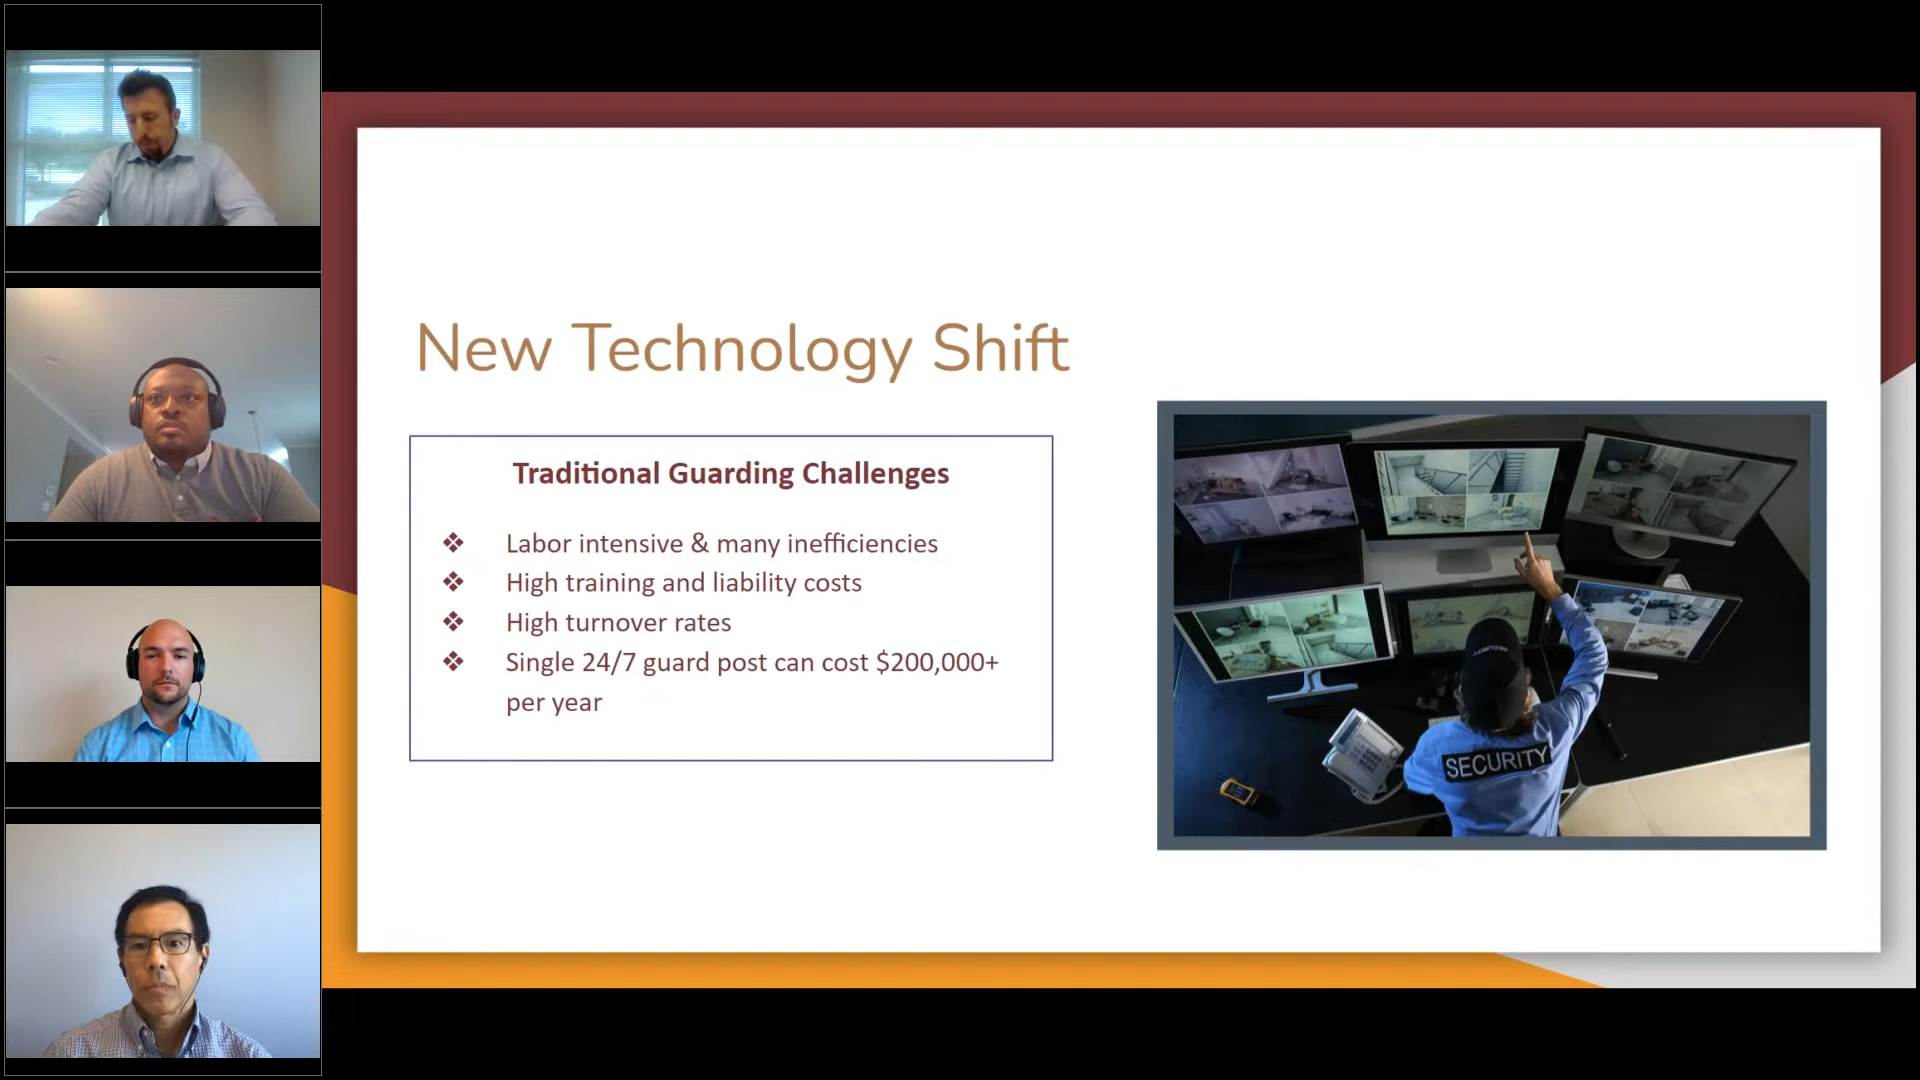 New Technology Shift
Traditional Guarding Challenges
❖ Labor intensive & many inefficiencies
❖ High training and liability costs
❖ High turnover rates
❖ Single 24/7 guard post can cost $200,000+
per year
SECURITY